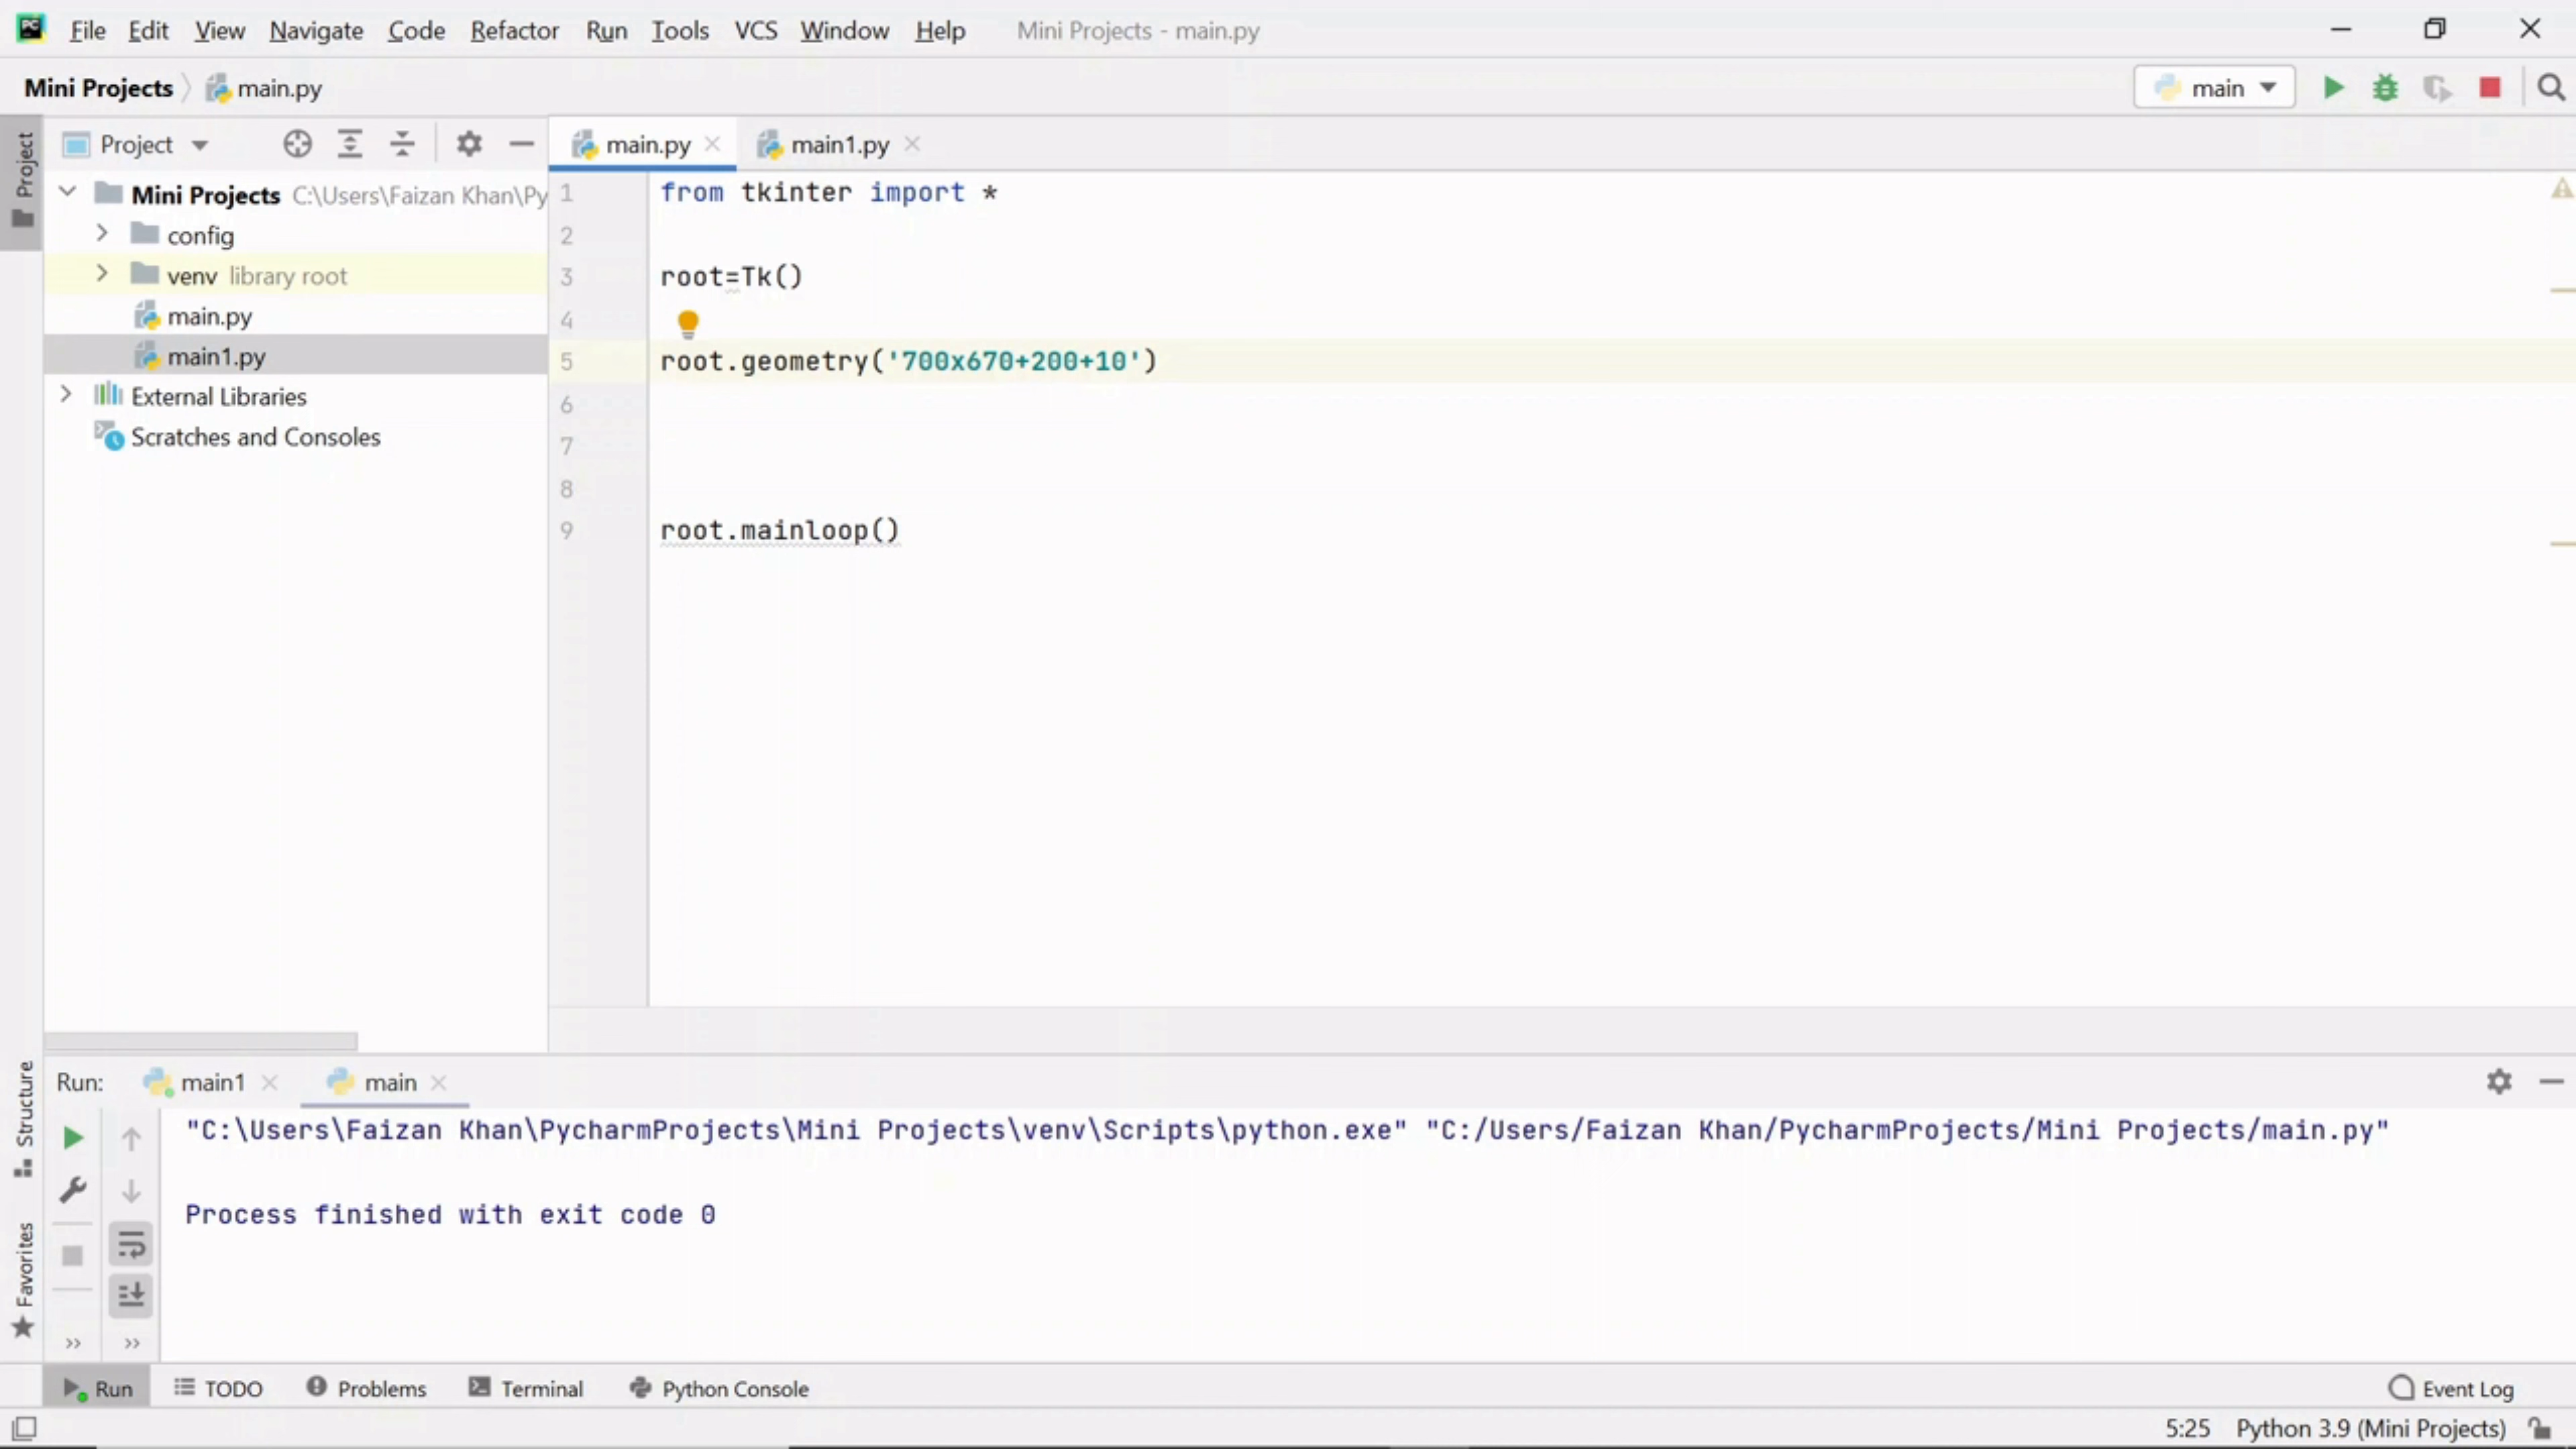 File Edit View Navigate Code Refactor Run Tools VCS Window Help Mini Projects - main.py
Mini Projects main.py main
Project
Project main.py main1.py
Mini Projects C:\Users\Faizan Khan\Py
config
venv library root
main.py
main1.py
External Libraries
Scratches and Consoles
1 from tkinter import *
2
3 root=Tk()
4
5 root.geometry('700x670+200+10')
6
7
8
9 root.mainloop()
Structure
Favorites
Run: main1 main
"C:\Users\Faizan Khan\PycharmProjects\Mini Projects\venv\Scripts\python.exe" "C:/Users/Faizan Khan/PycharmProjects/Mini Projects/main.py"
Process finished with exit code 0
Run TODO Problems Terminal Python Console Event Log
5:25 Python 3.9 (Mini Projects)